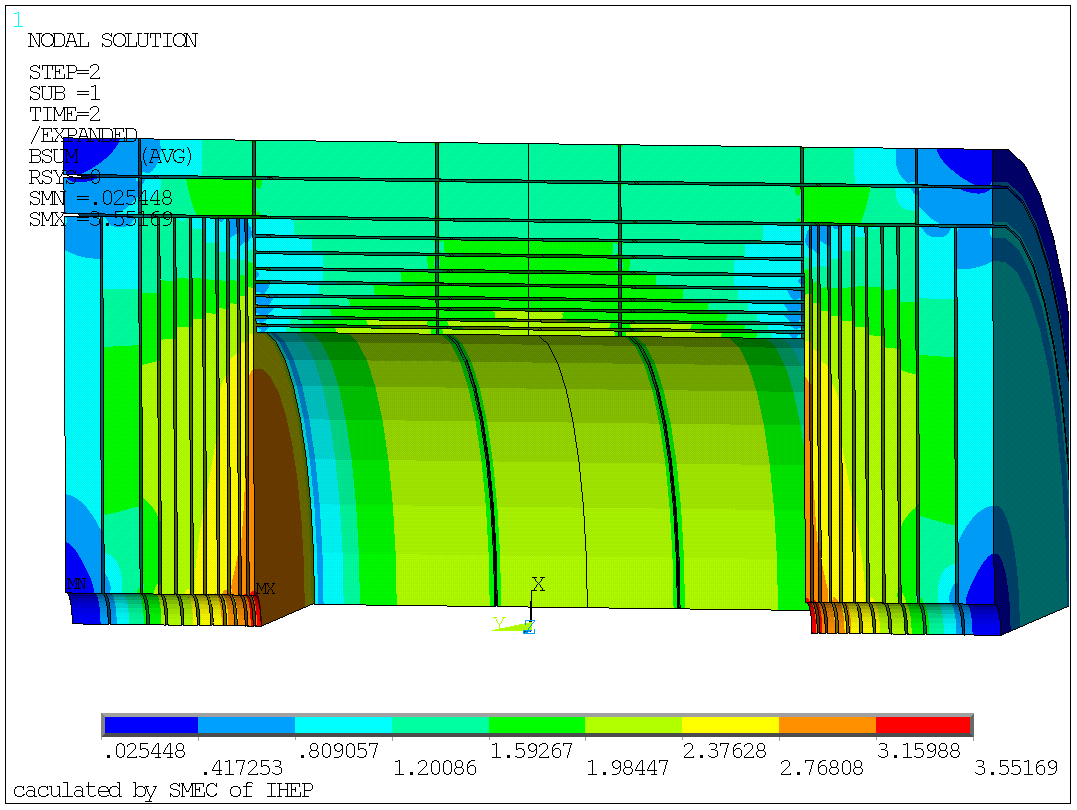 1
NODAL SOLUTION
STEP=2
SUB =1
TIME=2
/EXPANDED
BSUM (AVG)
RSYS=0
SMN =.025448
SMX =3.55169
MN
MX
X
Y
Z
.025448 .809057 1.59267 2.37628 3.15988
.417253 1.20086 1.98447 2.76808 3.55169
caculated by SMEC of IHEP